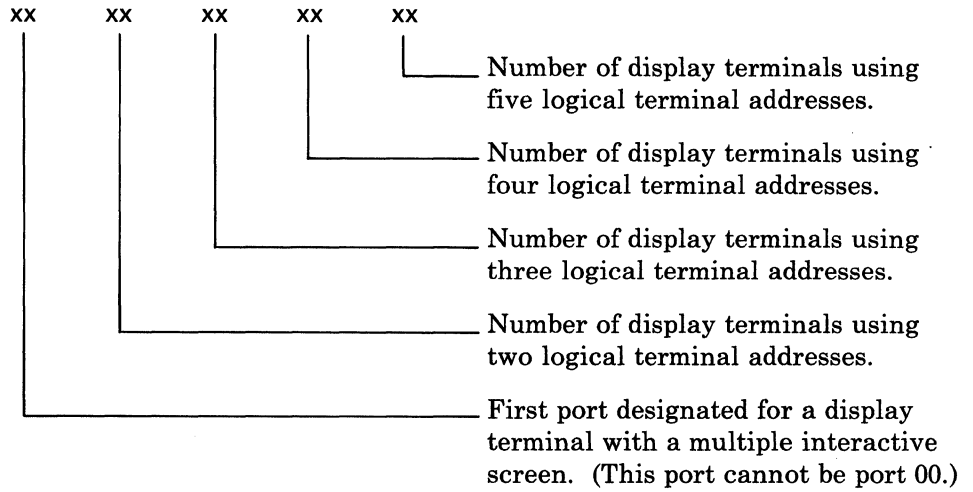 xx xx xx xx xx
Number of display terminals using
five logical terminal addresses.
Number of display terminals using
four logical terminal addresses.
Number of display terminals using
three logical terminal addresses.
Number of display terminals using
two logical terminal addresses.
First port designated for a display
terminal with a multiple interactive
screen. (This port cannot be port 00.)